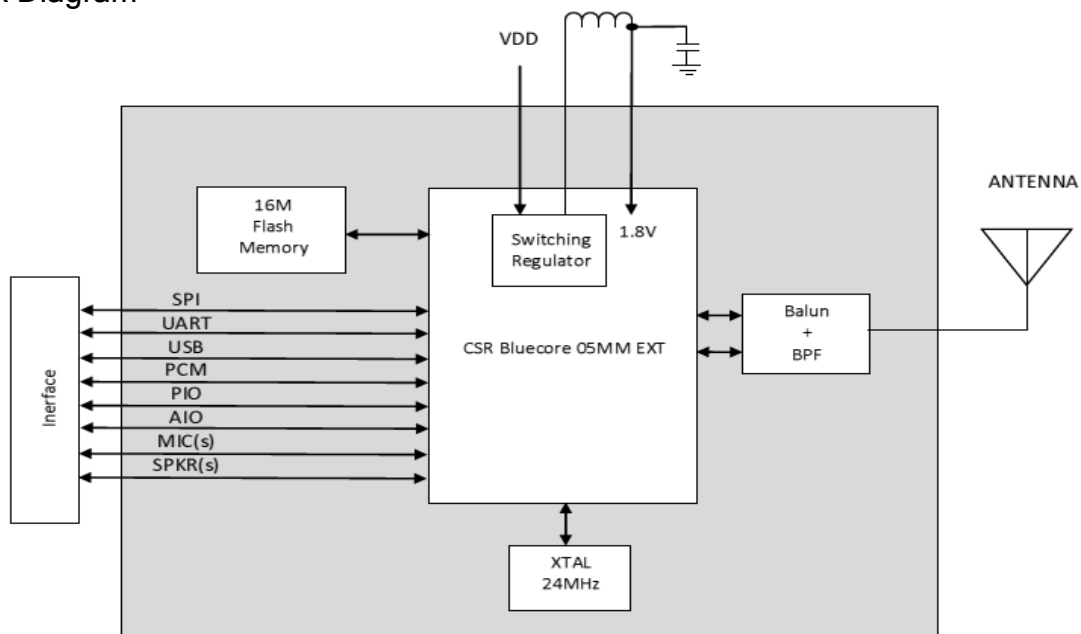 Diagram
VDD
ANTENNA
16M
Flash
Memory
Switching
Regulator
1.8V
SPI
UART
USB
PCM
PIO
AIO
MIC(s)
SPKR(s)
Inerface
CSR Bluecore 05MM EXT
Balun
+
BPF
XTAL
24MHz